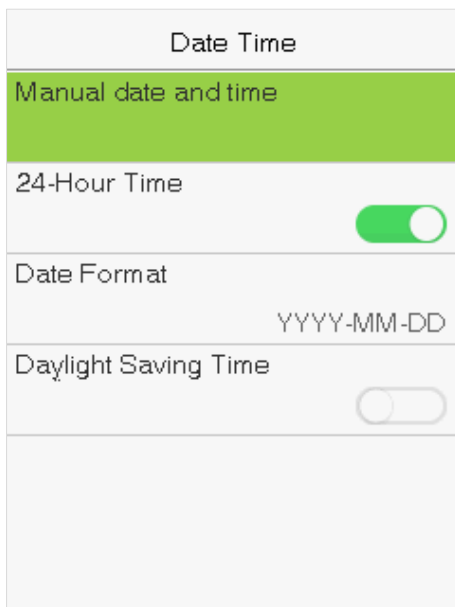 Date Time
Manual date and time
24-Hour Time
Date Format
YYYY-MM-DD
Daylight Saving Time